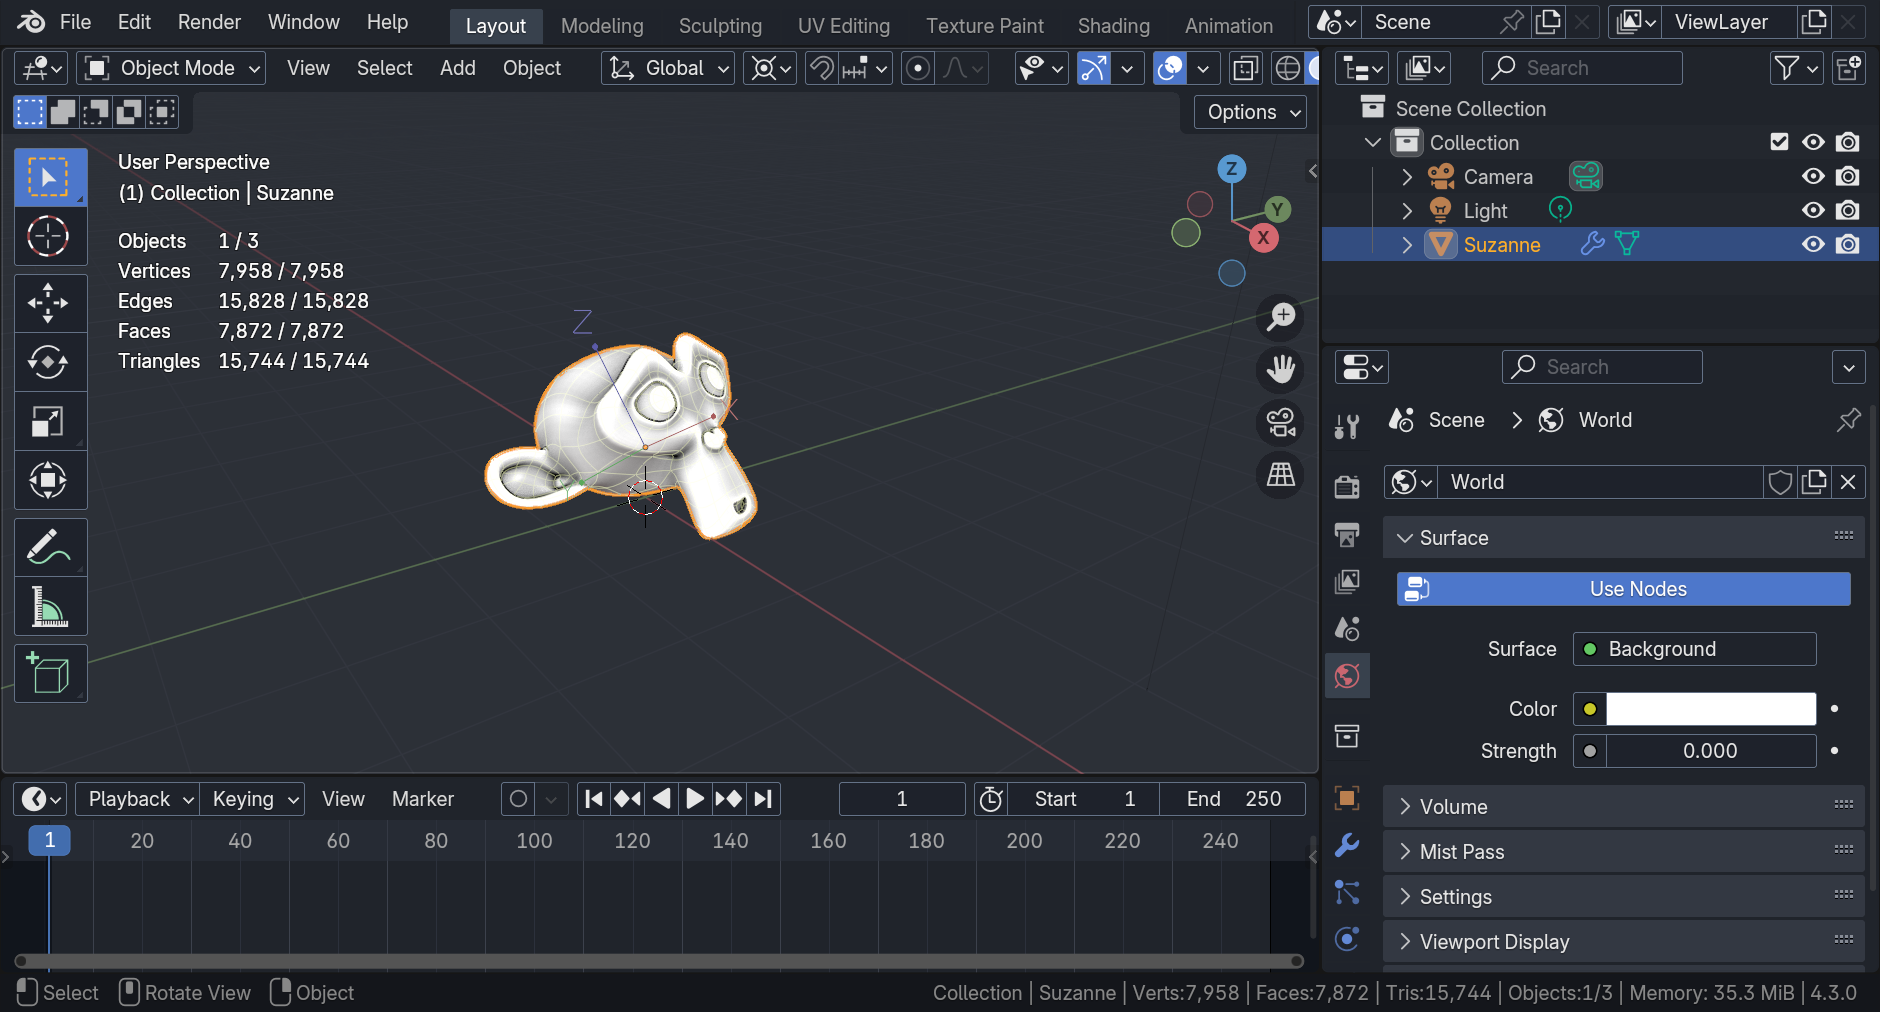 File Edit Render Window Help Layout Modeling Sculpting UV Editing Texture Paint Shading Animation Scene ViewLayer
Object Mode View Select Add Object Global Search
Options
User Perspective
(1) Collection | Suzanne
Objects 1 / 3
Vertices 7,958 / 7,958
Edges 15,828 / 15,828
Faces 7,872 / 7,872
Triangles 15,744 / 15,744
Z
Y
X
Z
X
Y
Scene Collection
Collection
Camera
Light
Suzanne
Search
Scene > World
World
Surface
Use Nodes
Surface Background
Color
Strength 0.000
Volume
Mist Pass
Settings
Viewport Display
Playback Keying View Marker 1 Start 1 End 250
1 20 40 60 80 100 120 140 160 180 200 220 240
Select Rotate View Object Collection | Suzanne | Verts:7,958 | Faces:7,872 | Tris:15,744 | Objects:1/3 | Memory: 35.3 MiB | 4.3.0